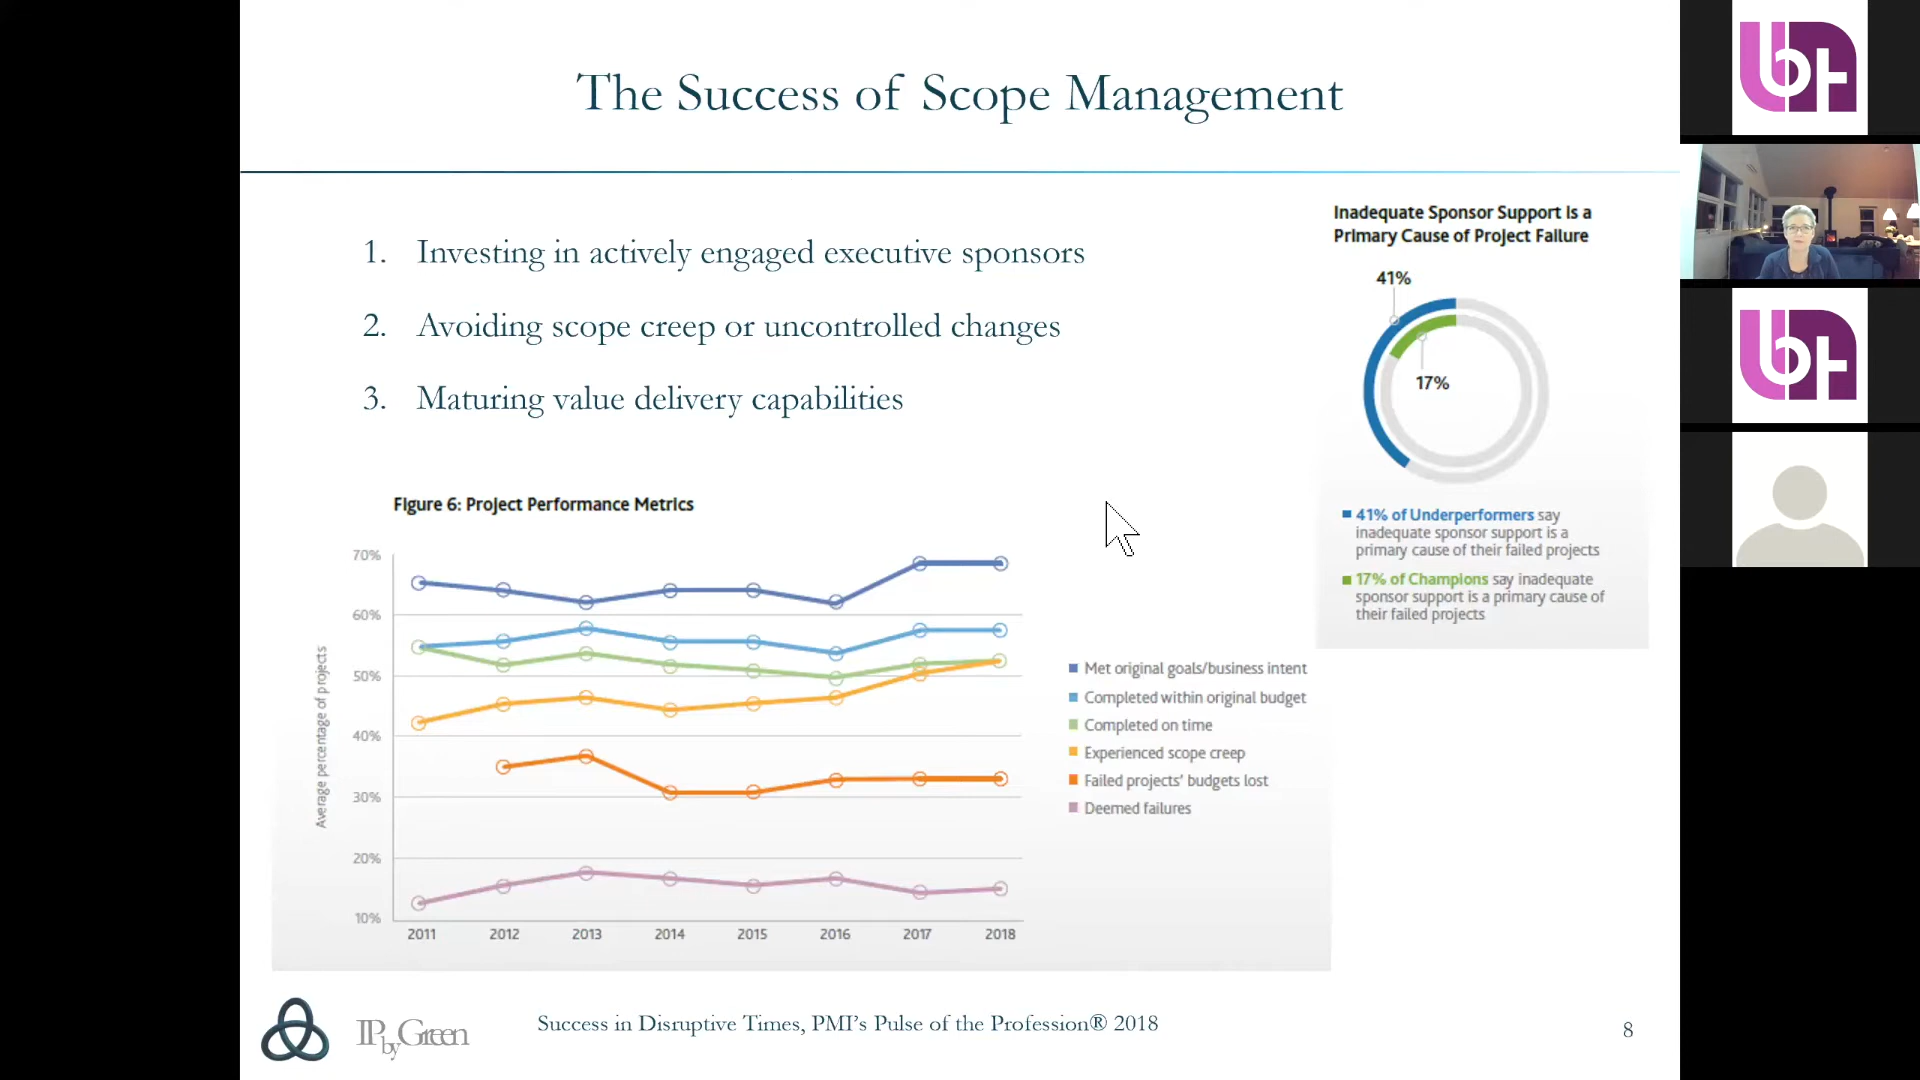 The Success of Scope Management
1. Investing in actively engaged executive sponsors
2. Avoiding scope creep or uncontrolled changes
3. Maturing value delivery capabilities
Inadequate Sponsor Support Is a
Primary Cause of Project Failure
41%
17%
41% of Underperformers say
inadequate sponsor support is a
primary cause of their failed projects
17% of Champions say inadequate
sponsor support is a primary cause of
their failed projects
Figure 6: Project Performance Metrics
Average percentage of projects
70%
60%
50%
40%
30%
20%
10%
2011 2012 2013 2014 2015 2016 2017 2018
Met original goals/business intent
Completed within original budget
Completed on time
Experienced scope creep
Failed projects' budgets lost
Deemed failures
IPbyGreen
Success in Disruptive Times, PMI's Pulse of the Profession® 2018
8